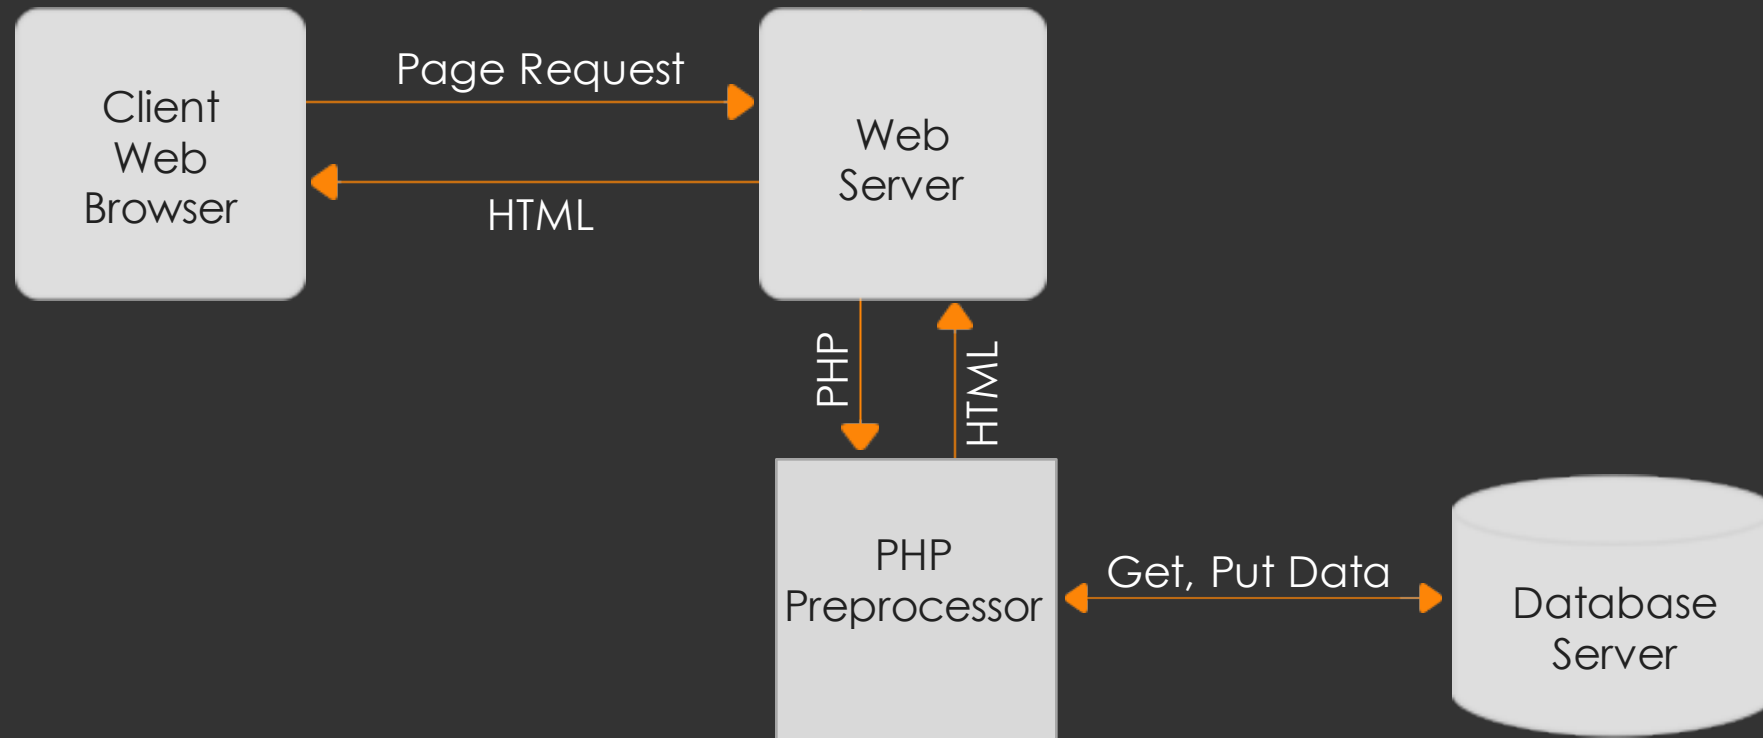 Page Request
Client
Web
Browser
Web
Server
HTML
PHP
HTML
PHP
Preprocessor
Get, Put Data
Database
Server